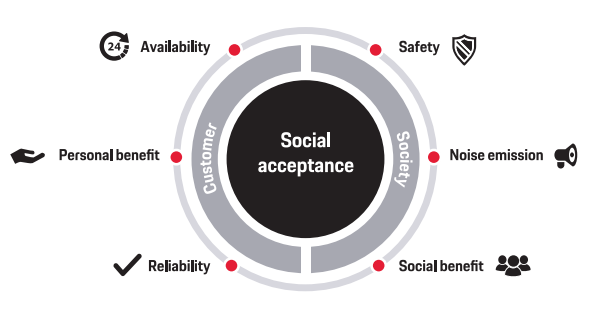 24
Availability
Safety
Customer
Society
Social
acceptance
Personal benefit
Noise emission
Reliability
Social benefit